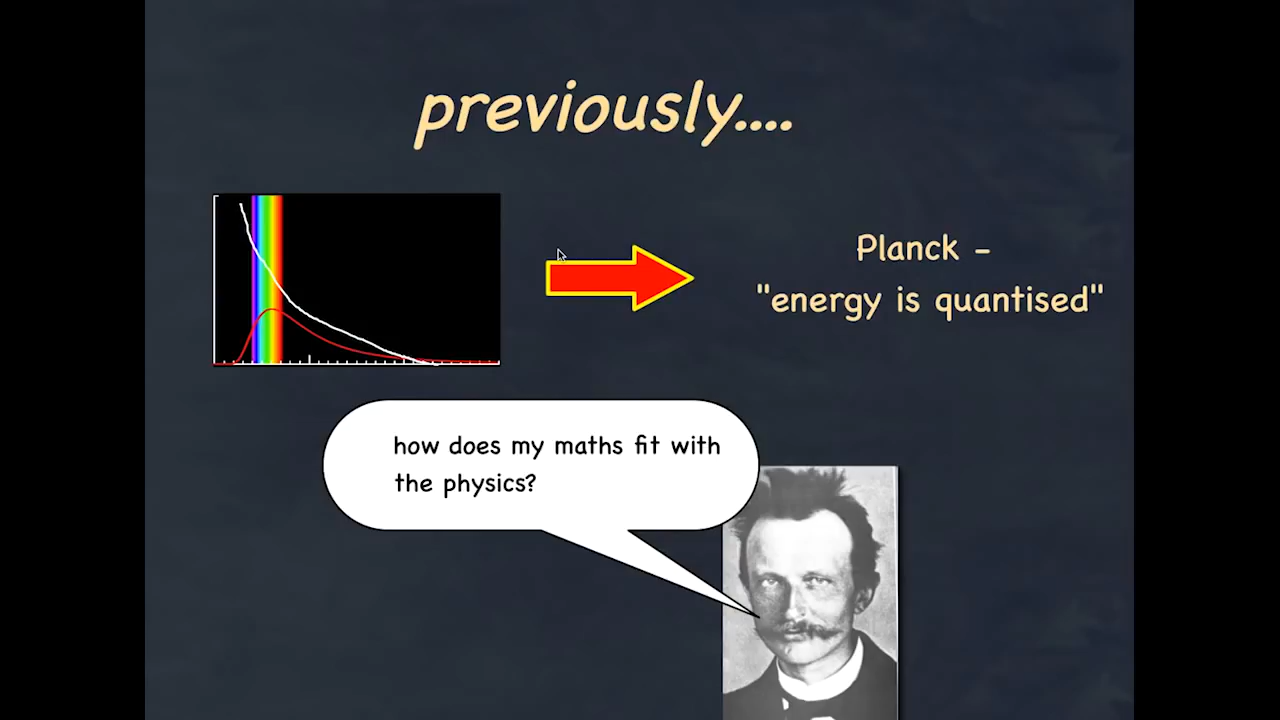 previously....
Planck -
"energy is quantised"
how does my maths fit with
the physics?